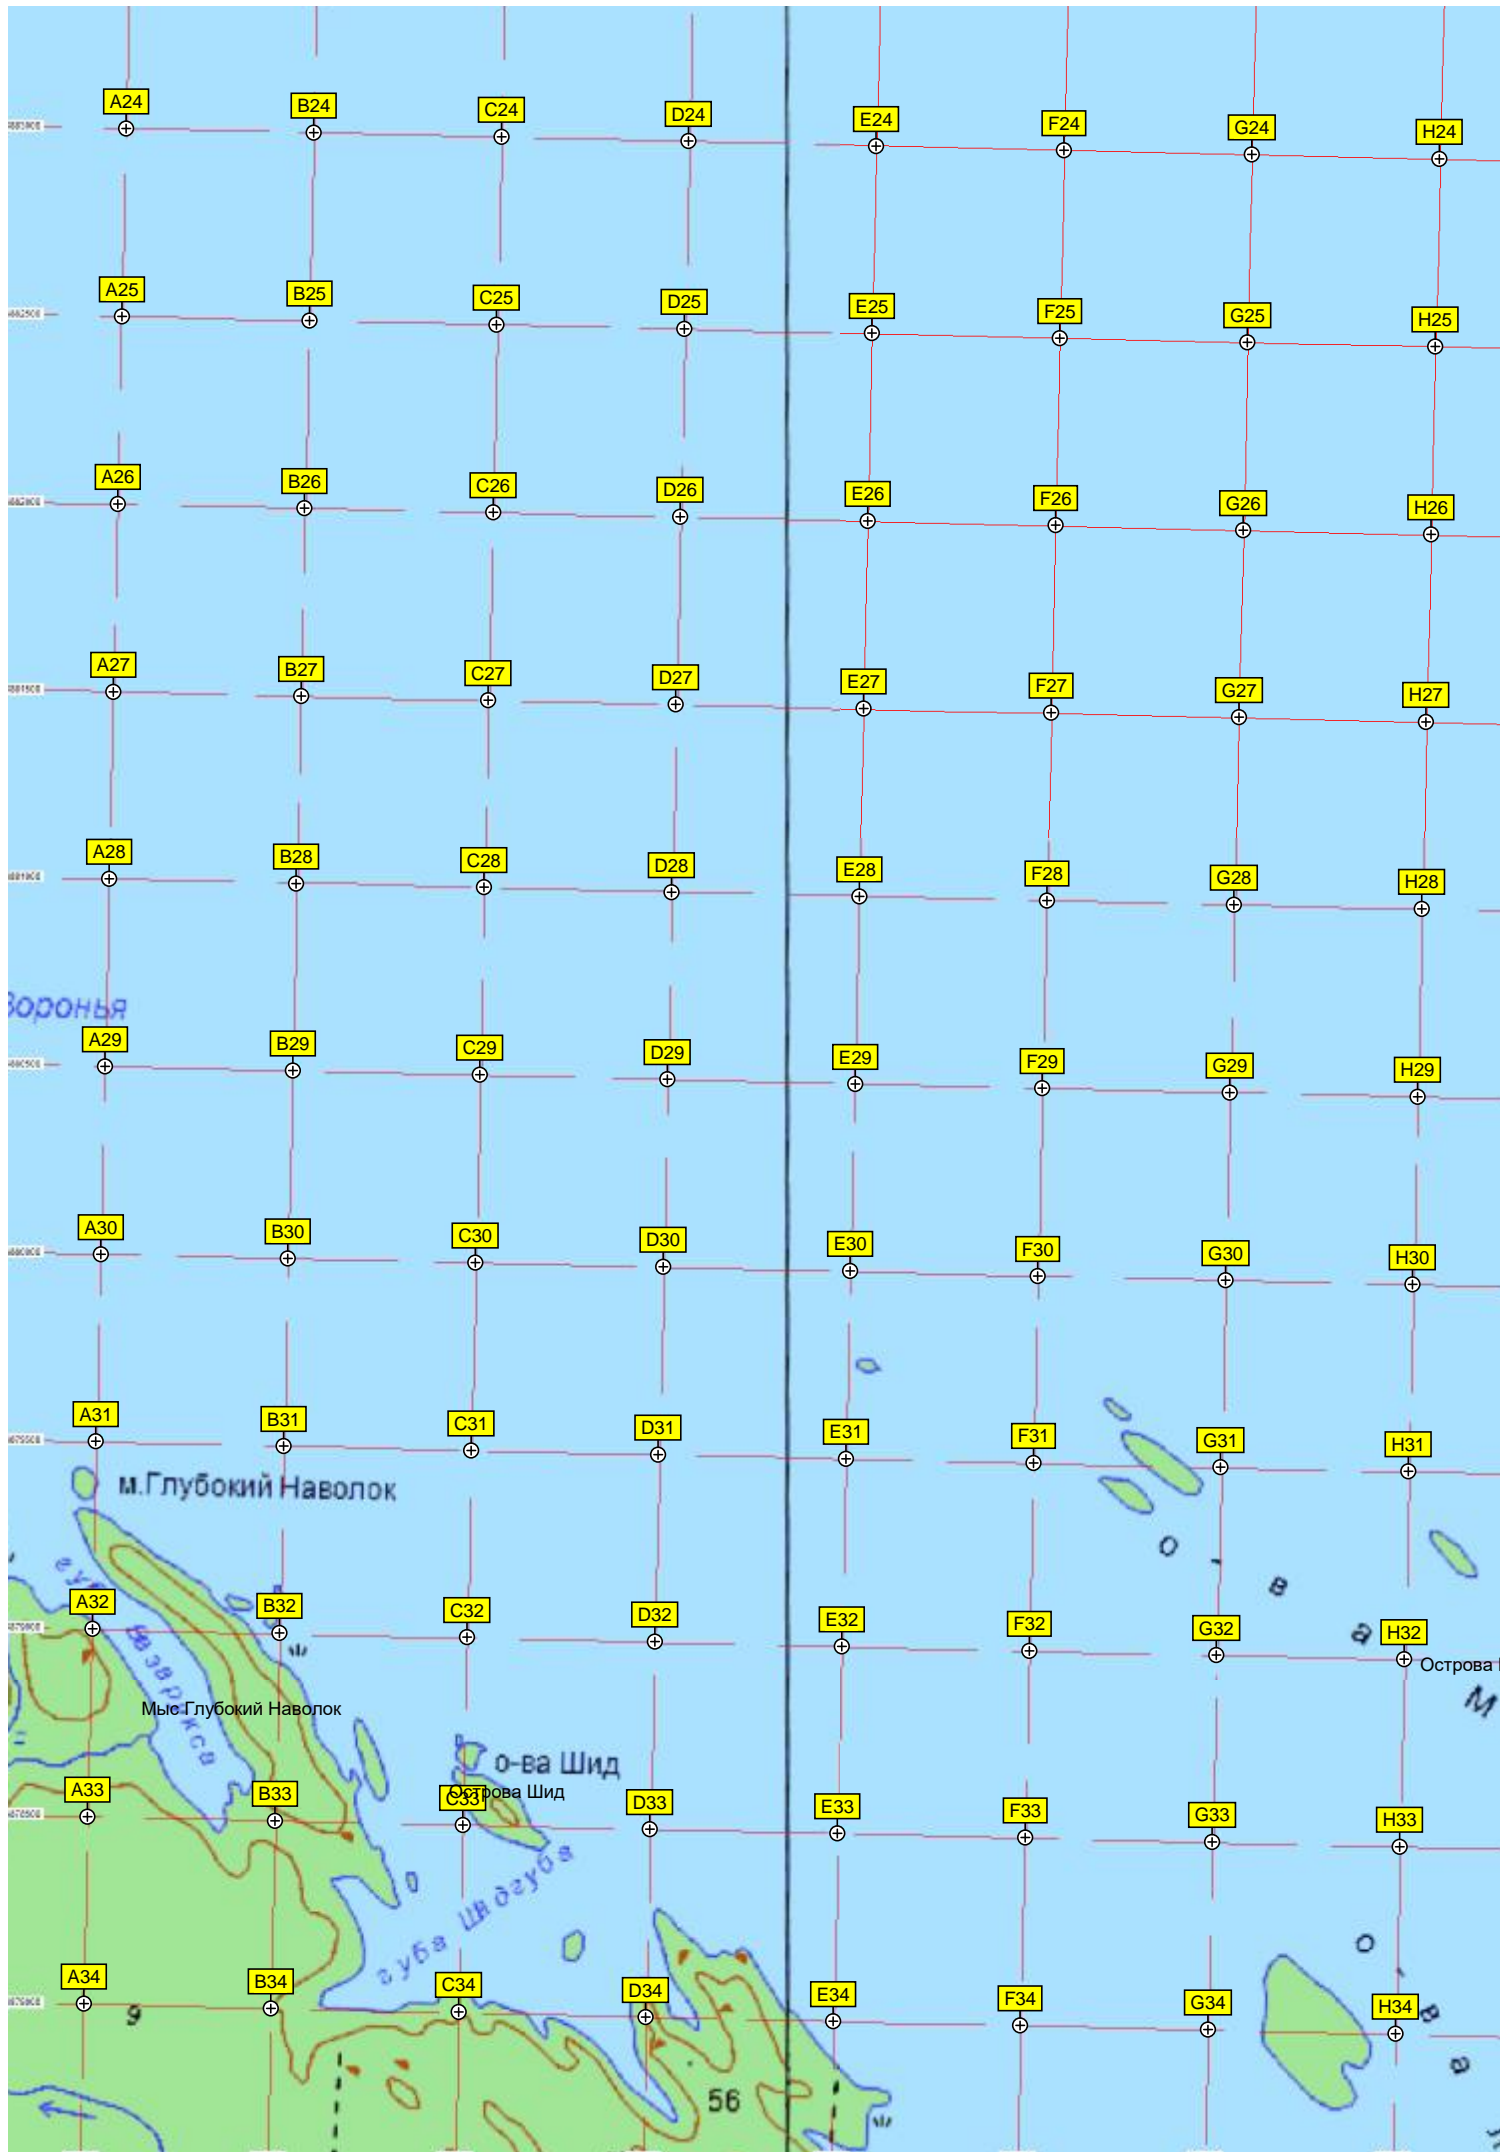 A24 B24 C24 D24 E24 F24 G24 H24
A25 B25 C25 D25 E25 F25 G25 H25
A26 B26 C26 D26 E26 F26 G26 H26
A27 B27 C27 D27 E27 F27 G27 H27
A28 B28 C28 D28 E28 F28 G28 H28
Воронья
A29 B29 C29 D29 E29 F29 G29 H29
A30 B30 C30 D30 E30 F30 G30 H30
A31 B31 C31 D31 E31 F31 G31 H31
м.Глубокий Наволок
о-ва
A32 B32 C32 D32 E32 F32 G32 H32
Острова
М
Мыс Глубокий Наволок
о-ва Шид
Острова Шид
A33 B33 C33 D33 E33 F33 G33 H33
губа Шидгуба
о-ва
A34 B34 C34 D34 E34 F34 G34 H34
9
56